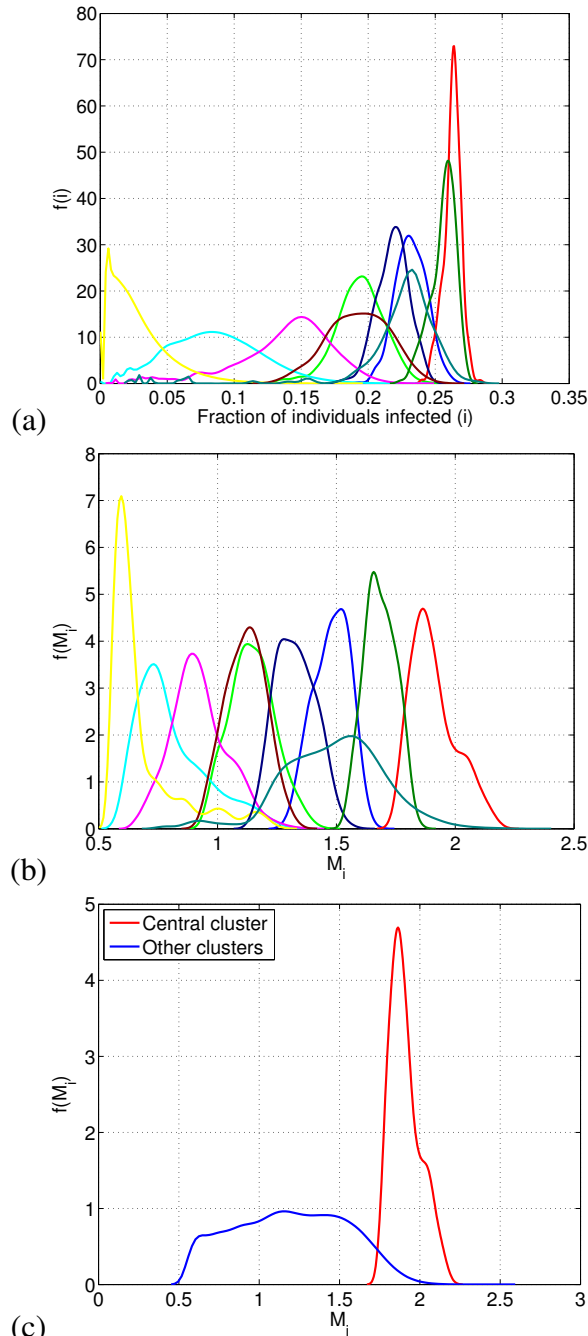 80
70
60
50
40
30
20
10
0
f(i)
0 0.05 0.1 0.15 0.2 0.25 0.3 0.35
Fraction of individuals infected (i)
(a)
8
7
6
5
4
3
2
1
0
f(M_i)
0.5 1 1.5 2 2.5
M_i
(b)
5
4
3
2
1
0
f(M_i)
Central cluster
Other clusters
0 0.5 1 1.5 2 2.5 3
M_i
(c)